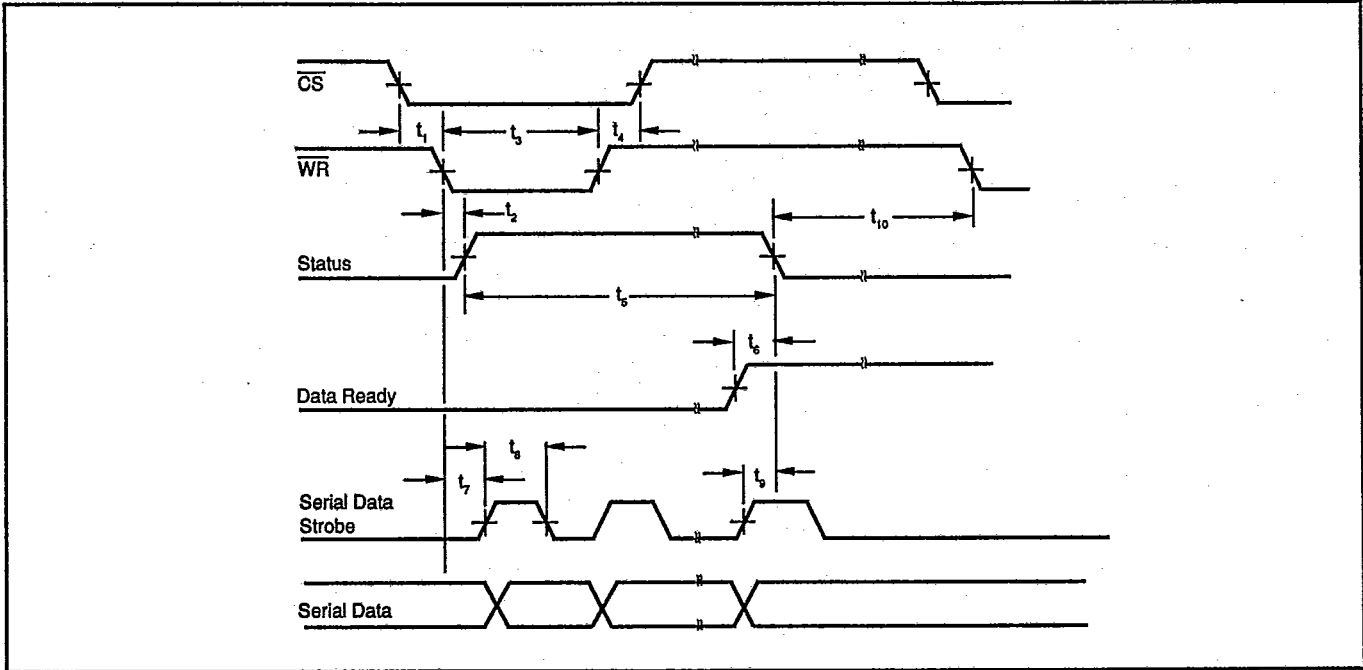 CS
t1 t3 t4
WR
t2
t10
Status
t5
t6
Data Ready
t8
t7
t9
Serial Data
Strobe
Serial Data